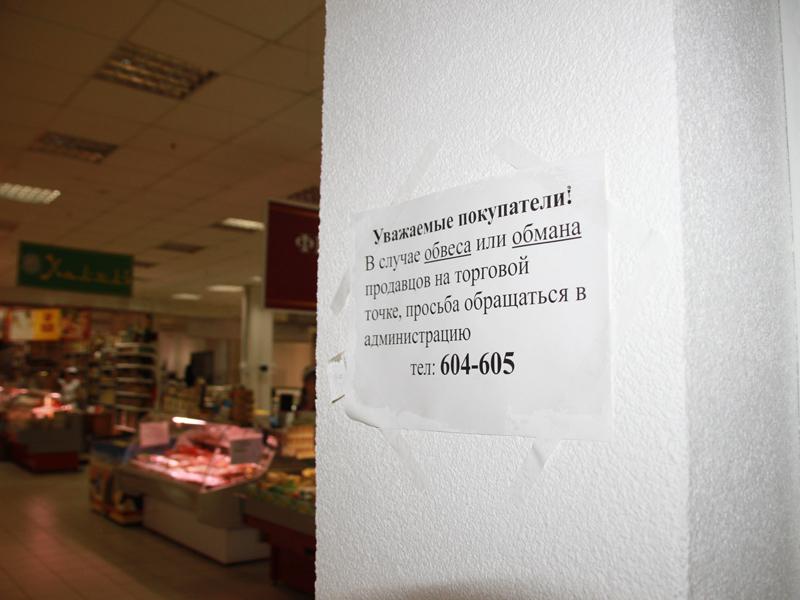 Уважаемые покупатели!
В случае обвеса или обмана
продавцов на торговой
точке, просьба обращаться в
администрацию
тел: 604-605